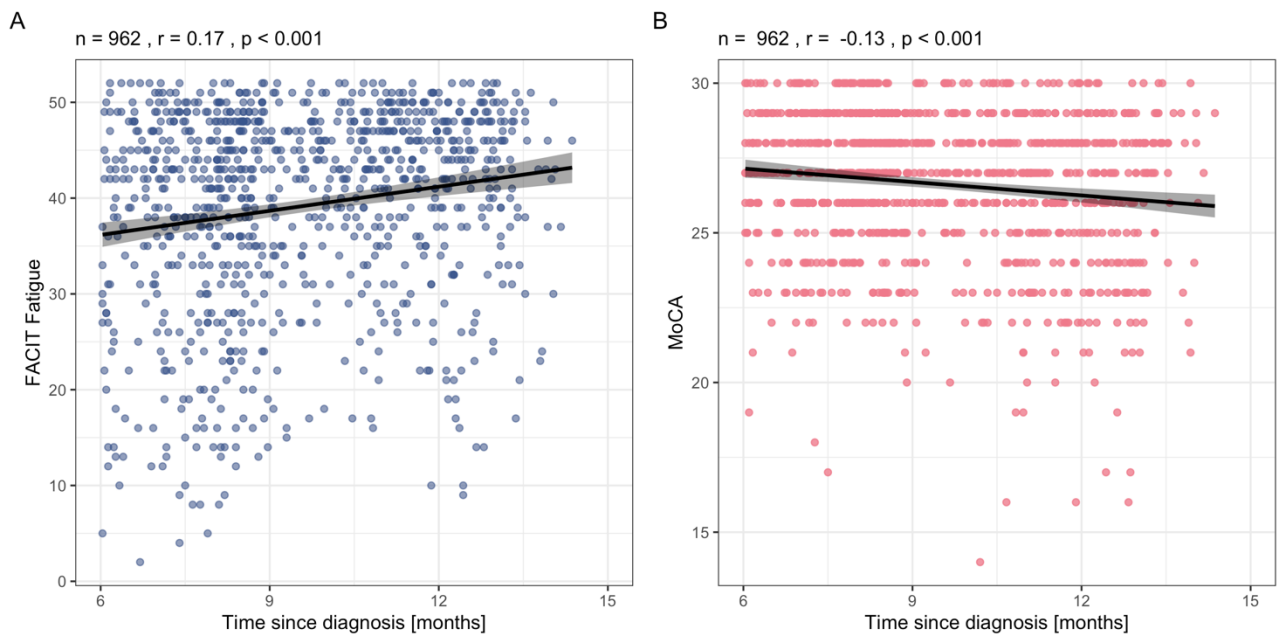 A
n = 962 , r = 0.17 , p < 0.001
FACIT Fatigue
50
40
30
20
10
0
6
9
12
15
Time since diagnosis [months]
B
n =  962 , r =  -0.13 , p < 0.001
MoCA
30
25
20
15
6
9
12
15
Time since diagnosis [months]